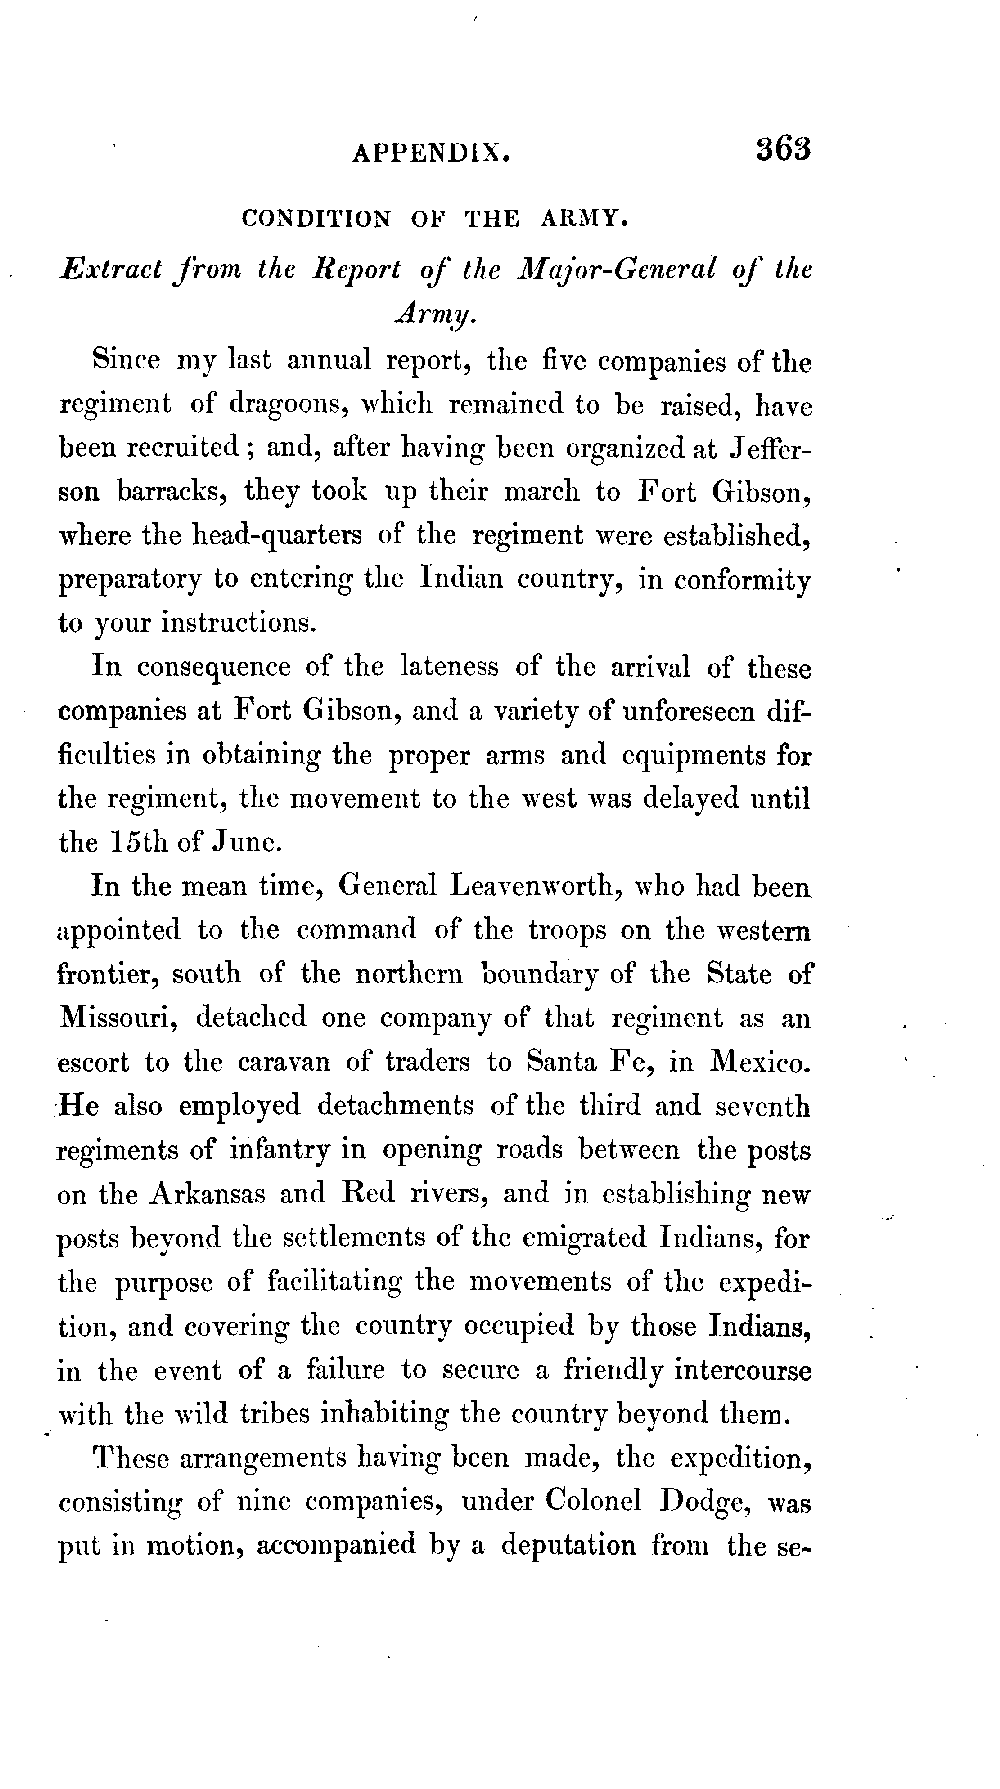 APPENDIX. 363
CONDITION OF THE ARMY.
Extract from the Report of the Major-General of the
Army.
Since my last annual report, the five companies of the
regiment of dragoons, which remained to be raised, have
been recruited; and, after having been organized at Jeffer-
son barracks, they took up their march to Fort Gibson,
where the head-quarters of the regiment were established,
preparatory to entering the Indian country, in conformity
to your instructions.
In consequence of the lateness of the arrival of these
companies at Fort Gibson, and a variety of unforeseen dif-
ficulties in obtaining the proper arms and equipments for
the regiment, the movement to the west was delayed until
the 15th of June.
In the mean time, General Leavenworth, who had been
appointed to the command of the troops on the western
frontier, south of the northern boundary of the State of
Missouri, detached one company of that regiment as an
escort to the caravan of traders to Santa Fe, in Mexico.
He also employed detachments of the third and seventh
regiments of infantry in opening roads between the posts
on the Arkansas and Red rivers, and in establishing new
posts beyond the settlements of the emigrated Indians, for
the purpose of facilitating the movements of the expedi-
tion, and covering the country occupied by those Indians,
in the event of a failure to secure a friendly intercourse
with the wild tribes inhabiting the country beyond them.
These arrangements having been made, the expedition,
consisting of nine companies, under Colonel Dodge, was
put in motion, accompanied by a deputation from the se-